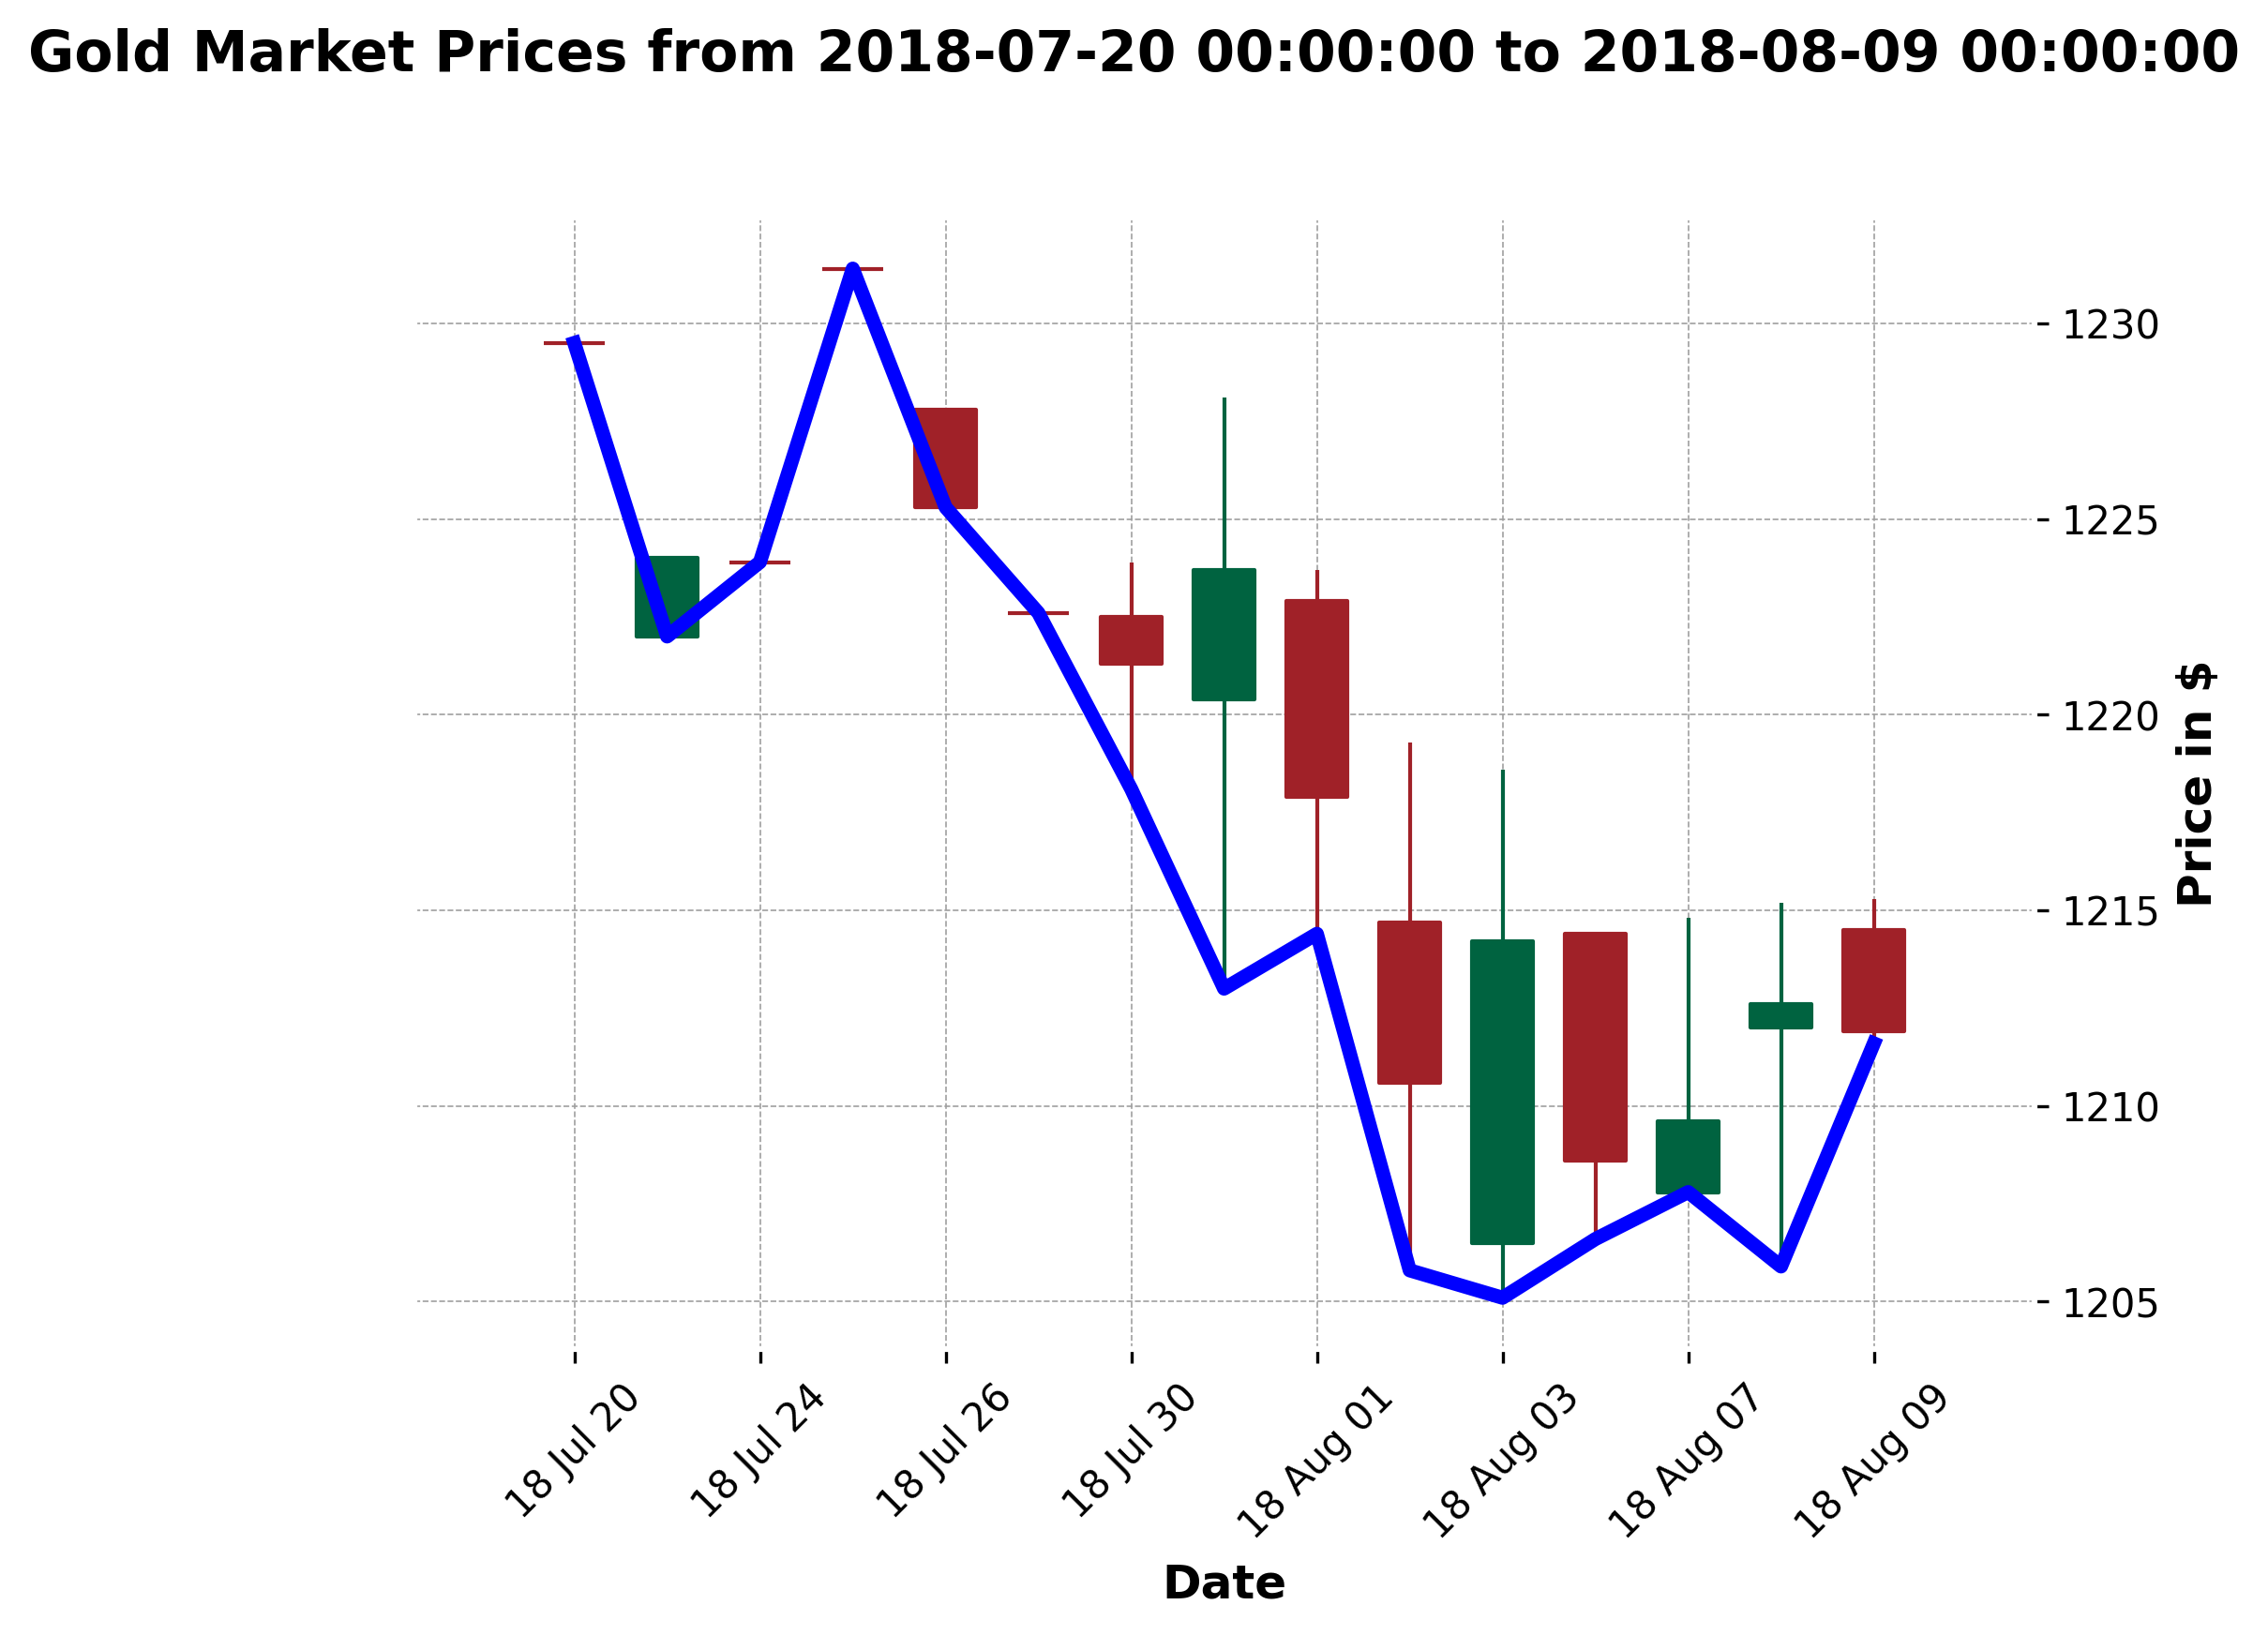 Gold Market Prices from 2018-07-20 00:00:00 to 2018-08-09 00:00:00
1230
1225
1220
1215
1210
1205
Price in $
18 Jul 20
18 Jul 24
18 Jul 26
18 Jul 30
18 Aug 01
18 Aug 03
18 Aug 07
18 Aug 09
Date